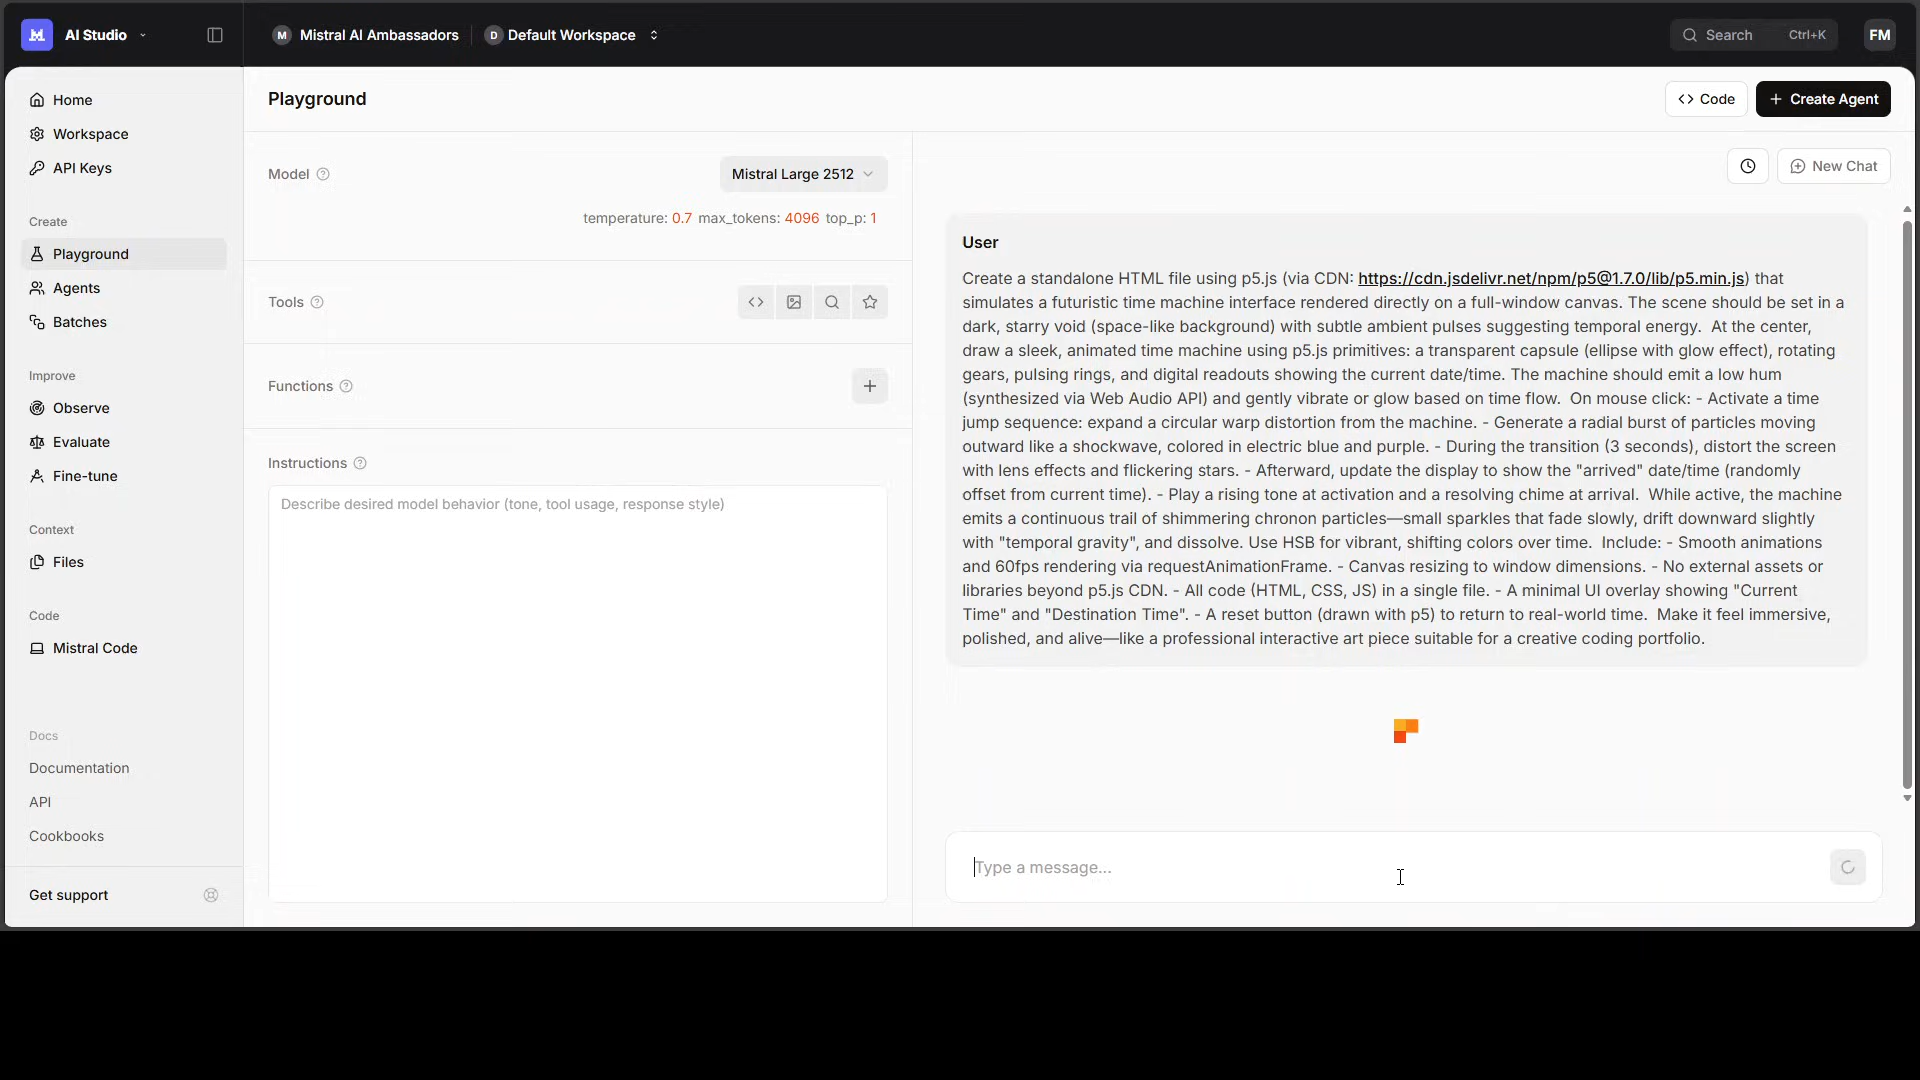 AI Studio
M Mistral AI Ambassadors
D Default Workspace
Search Ctrl+K
FM
Home
Workspace
API Keys
Create
Playground
Agents
Batches
Improve
Observe
Evaluate
Fine-tune
Context
Files
Code
Mistral Code
Docs
Documentation
API
Cookbooks
Get support
Playground
Code
Create Agent
Model
Mistral Large 2512
temperature: 0.7 max_tokens: 4096 top_p: 1
Tools
Functions
Instructions
Describe desired model behavior (tone, tool usage, response style)
New Chat
User
Create a standalone HTML file using p5.js (via CDN: https://cdn.jsdelivr.net/npm/p5@1.7.0/lib/p5.min.js) that
simulates a futuristic time machine interface rendered directly on a full-window canvas. The scene should be set in a
dark, starry void (space-like background) with subtle ambient pulses suggesting temporal energy.  At the center,
draw a sleek, animated time machine using p5.js primitives: a transparent capsule (ellipse with glow effect), rotating
gears, pulsing rings, and digital readouts showing the current date/time. The machine should emit a low hum
(synthesized via Web Audio API) and gently vibrate or glow based on time flow.  On mouse click: - Activate a time
jump sequence: expand a circular warp distortion from the machine. - Generate a radial burst of particles moving
outward like a shockwave, colored in electric blue and purple. - During the transition (3 seconds), distort the screen
with lens effects and flickering stars. - Afterward, update the display to show the "arrived" date/time (randomly
offset from current time). - Play a rising tone at activation and a resolving chime at arrival.  While active, the machine
emits a continuous trail of shimmering chronon particles—small sparkles that fade slowly, drift downward slightly
with "temporal gravity", and dissolve. Use HSB for vibrant, shifting colors over time.  Include: - Smooth animations
and 60fps rendering via requestAnimationFrame. - Canvas resizing to window dimensions. - No external assets or
libraries beyond p5.js CDN. - All code (HTML, CSS, JS) in a single file. - A minimal UI overlay showing "Current
Time" and "Destination Time". - A reset button (drawn with p5) to return to real-world time.  Make it feel immersive,
polished, and alive—like a professional interactive art piece suitable for a creative coding portfolio.
Type a message...